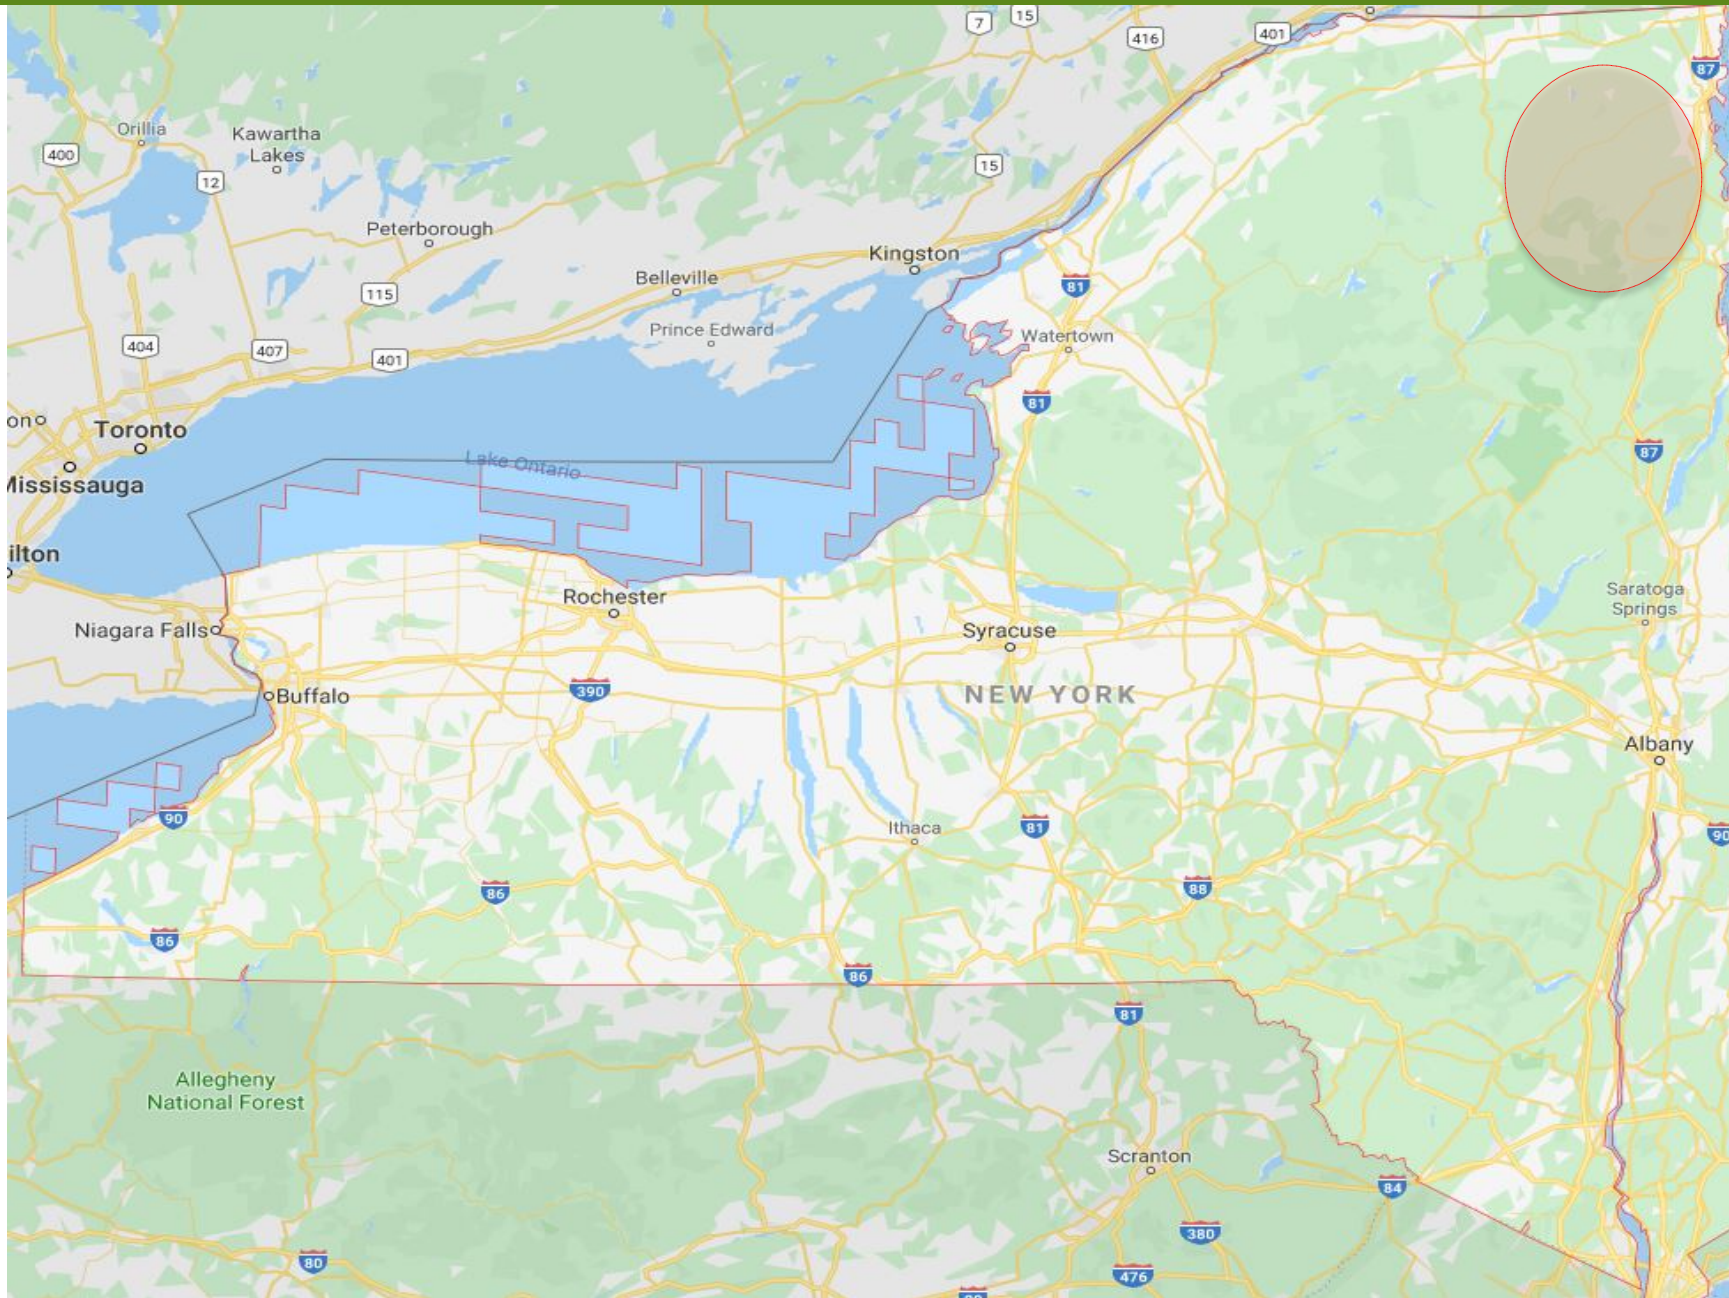 7
15
416
401
87
Orillia
Kawartha
Lakes
400
12
15
Peterborough
Kingston
Belleville
115
81
Prince Edward
Watertown
404
407
401
81
on
Toronto
Lake Ontario
87
Mississauga
ilton
Rochester
Saratoga
Springs
Niagara Falls
Syracuse
390
Buffalo
NEW YORK
Albany
90
Ithaca
81
90
86
88
86
86
81
Allegheny
National Forest
Scranton
84
380
80
476